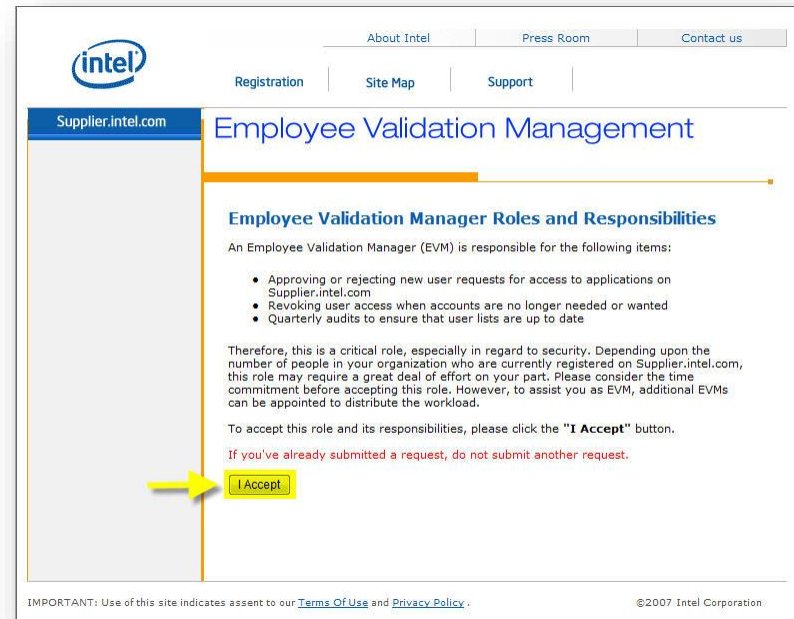 About Intel
Press Room
Contact us
intel
Registration
Site Map
Support
Supplier.intel.com
Employee Validation Management
Employee Validation Manager Roles and Responsibilities
An Employee Validation Manager (EVM) is responsible for the following items:
• Approving or rejecting new user requests for access to applications on
Supplier.intel.com
• Revoking user access when accounts are no longer needed or wanted
• Quarterly audits to ensure that user lists are up to date
Therefore, this is a critical role, especially in regard to security. Depending upon the
number of people in your organization who are currently registered on Supplier.intel.com,
this role may require a great deal of effort on your part. Please consider the time
commitment before accepting this role. However, to assist you as EVM, additional EVMs
can be appointed to distribute the workload.
To accept this role and its responsibilities, please click the "I Accept" button.
If you've already submitted a request, do not submit another request.
I Accept
IMPORTANT: Use of this site indicates assent to our Terms Of Use and Privacy Policy .
©2007 Intel Corporation